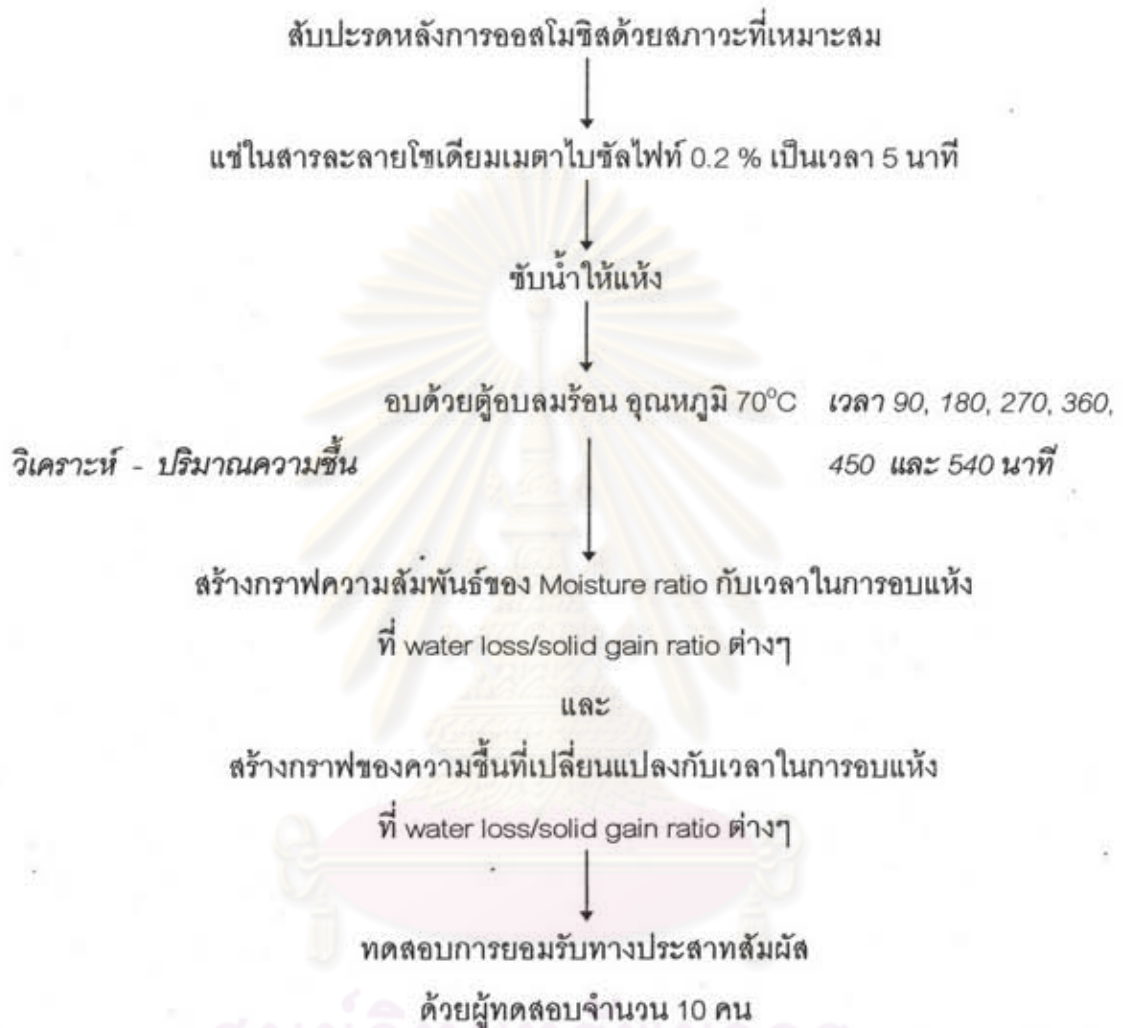 สับปะรดหลังการออสโมซิสด้วยสภาวะที่เหมาะสม
แช่ในสารละลายโซเดียมเมตาไบซัลไฟท์ 0.2 % เป็นเวลา 5 นาที
ซับน้ำให้แห้ง
อบด้วยตู้อบลมร้อน อุณหภูมิ 70°C เวลา 90, 180, 270, 360,
วิเคราะห์ - ปริมาณความชื้น 450 และ 540 นาที
สร้างกราฟความสัมพันธ์ของ Moisture ratio กับเวลาในการอบแห้ง
ที่ water loss/solid gain ratio ต่างๆ
และ
สร้างกราฟของความชื้นที่เปลี่ยนแปลงกับเวลาในการอบแห้ง
ที่ water loss/solid gain ratio ต่างๆ
ทดสอบการยอมรับทางประสาทสัมผัส
ด้วยผู้ทดสอบจำนวน 10 คน